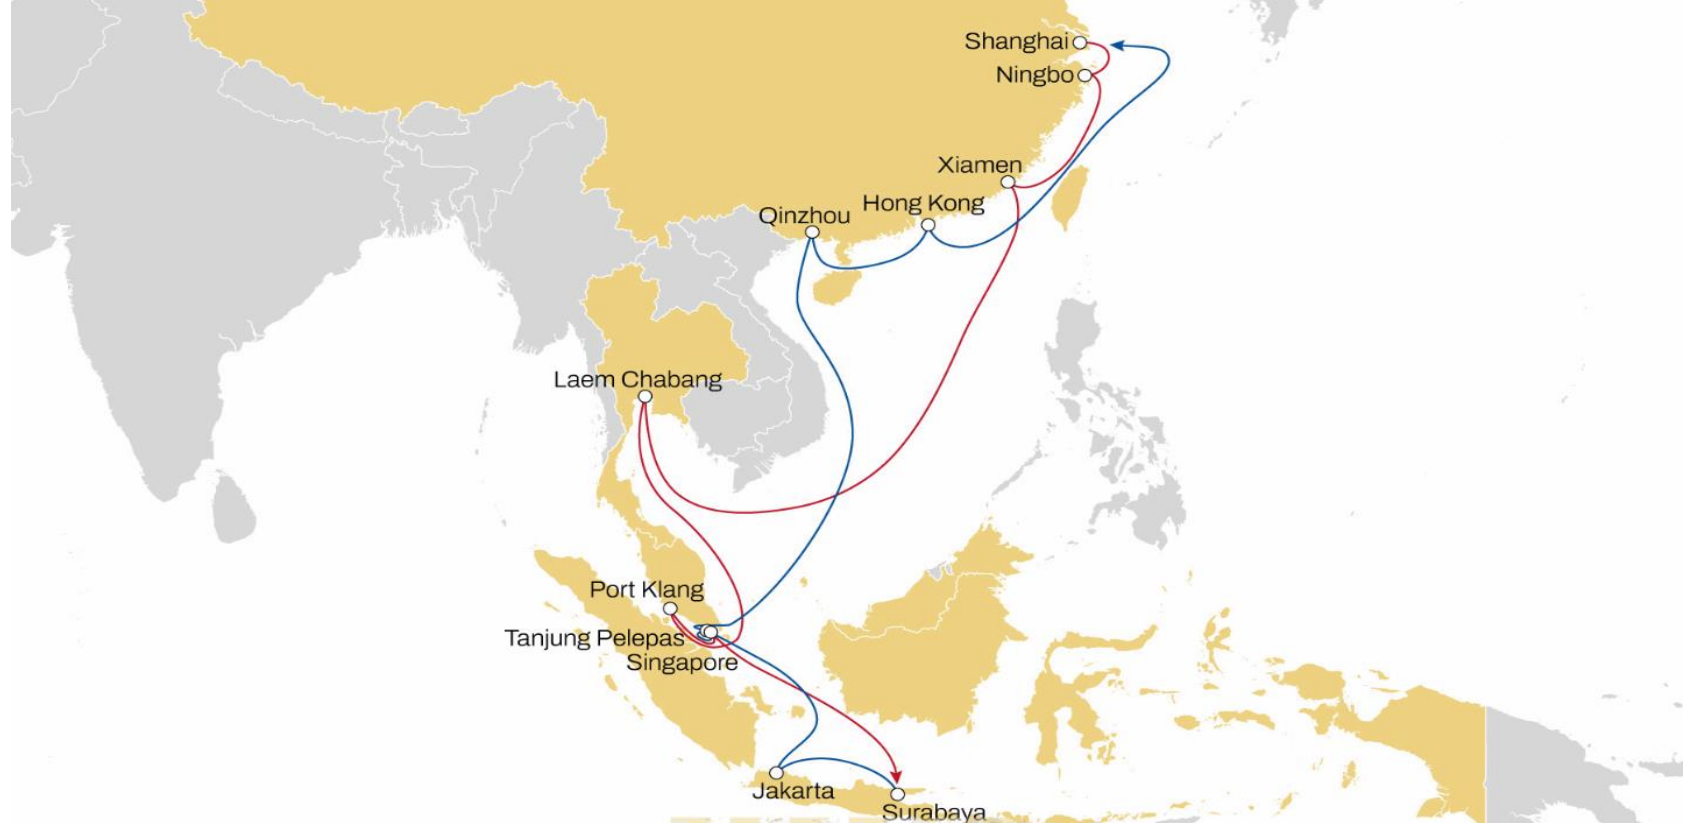 Shanghai
Ningbo
Xiamen
Hong Kong
Qinzhou
Laem Chabang
Port Klang
Tanjung Pelepas
Singapore
Jakarta
Surabaya